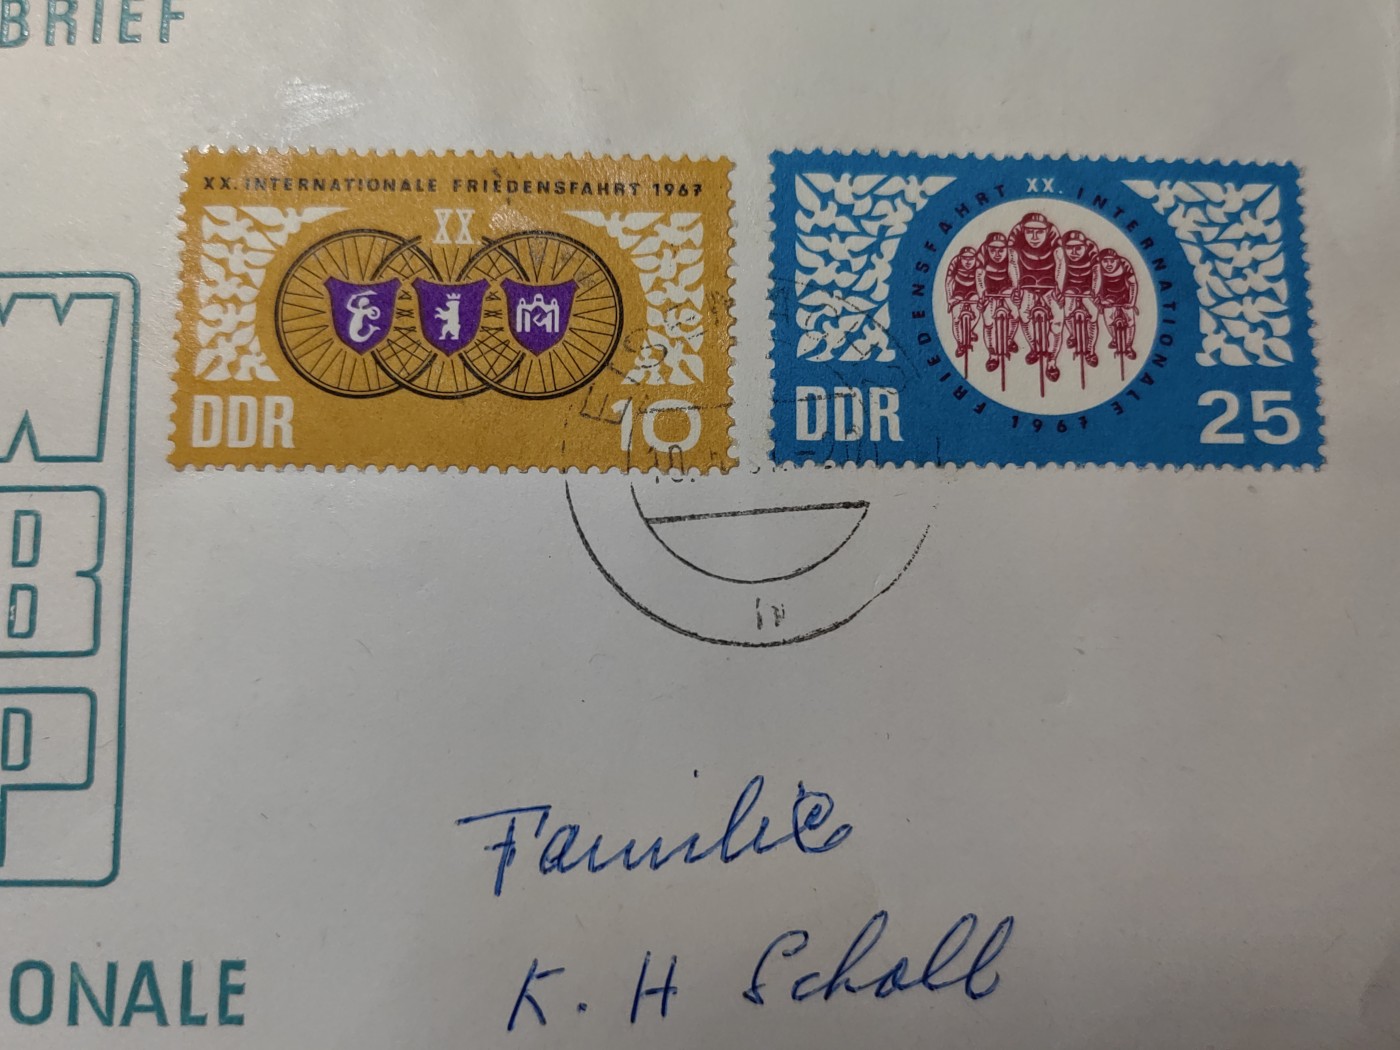 BRIEF
XX. INTERNATIONALE FRIEDENSFAHRT 1967
XX
DDR
10
XX. INTERNATIONALE FRIEDENSFAHRT
1967
DDR
25
W
B
P
Familie
K. H Scholl
ONALE